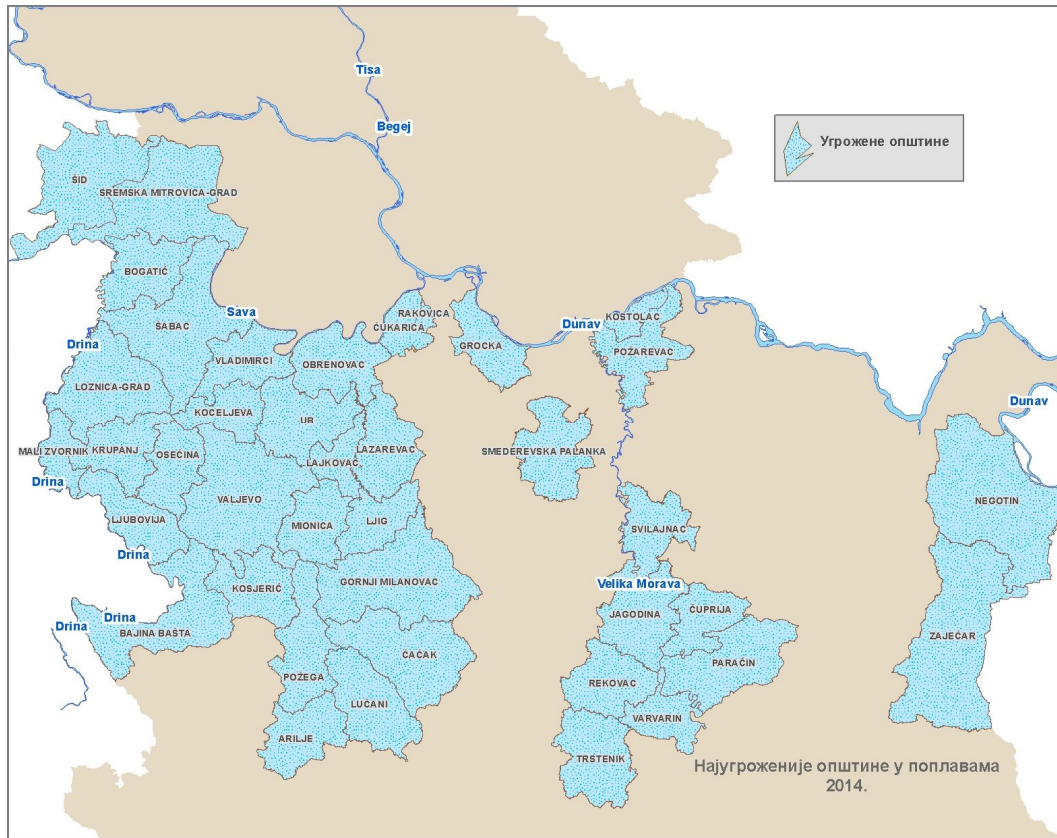 Tisa
Begej
Угрожене општине
ŠID
SREMSKA MITROVICA-GRAD
BOGATIĆ
ŠABAC
Sava
RAKOVICA
ČUKARICA
Dunav
KOSTOLAC
GROCKA
POŽAREVAC
Drina
VLADIMIRCI
OBRENOVAC
LOZNICA-GRAD
KOCELJEVA
UB
Dunav
MALI ZVORNIK
KRUPANJ
OSEČINA
LAJKOVAC
LAZAREVAC
SMEDEREVSKA PALANKA
Drina
VALJEVO
NEGOTIN
LJUBOVIJA
MIONICA
LJIG
SVILAJNAC
Drina
KOSJERIĆ
GORNJI MILANOVAC
Velika Morava
JAGODINA
ĆUPRIJA
Drina
Drina
BAJINA BAŠTA
ZAJEČAR
ČAČAK
PARAĆIN
POŽEGA
REKOVAC
LUČANI
VARVARIN
ARILJE
TRSTENIK
Најугроженије општине у поплавама
2014.